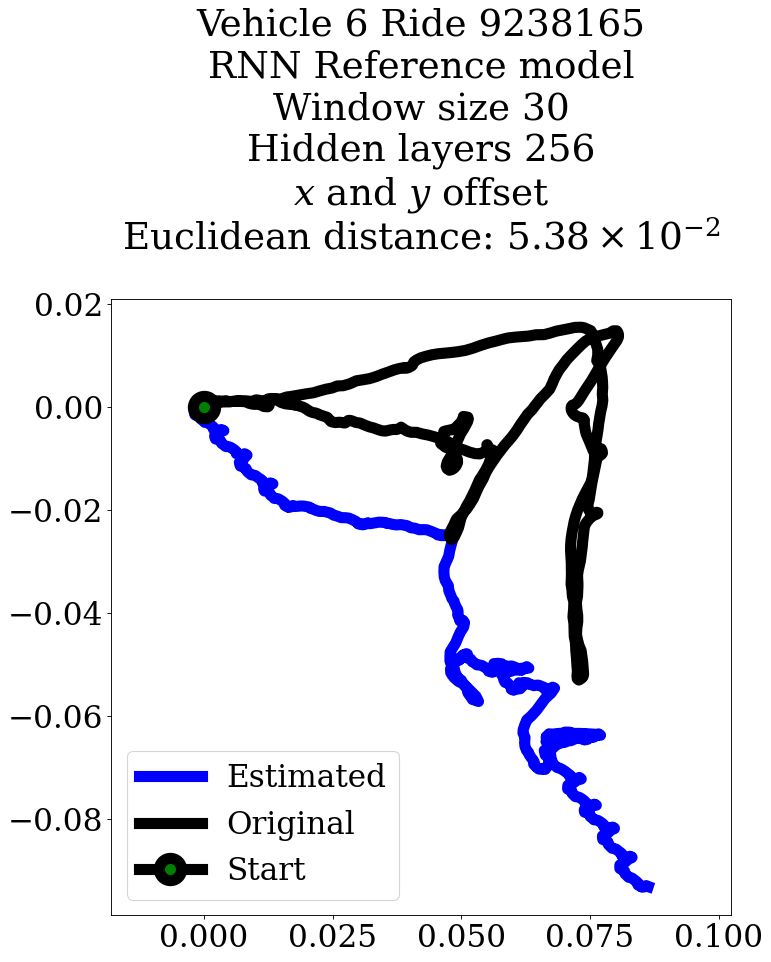 Vehicle 6 Ride 9238165
RNN Reference model
Window size 30
Hidden layers 256
x and y offset
Euclidean distance: 5.38 × 10⁻²
0.02
0.00
−0.02
−0.04
−0.06
−0.08
Estimated
Original
Start
0.000 0.025 0.050 0.075 0.100